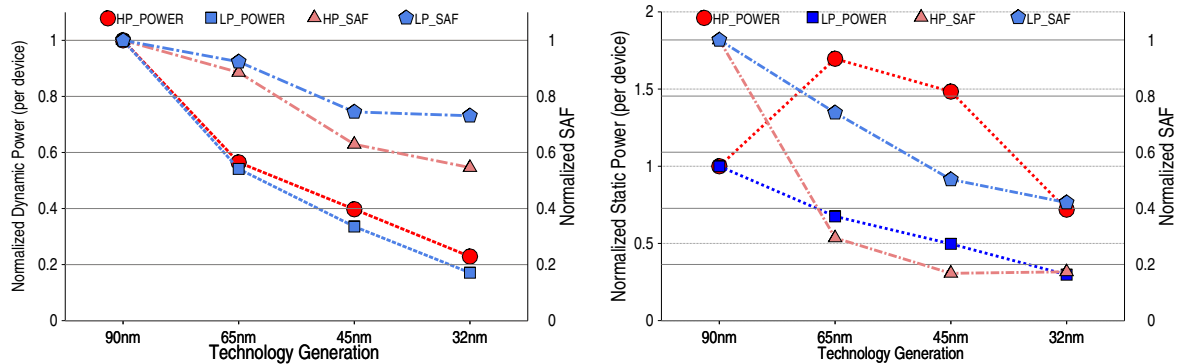 HP_POWER LP_POWER HP_SAF LP_SAF
Normalized Dynamic Power (per device)
1
0.8
0.6
0.4
0.2
0
1
0.8
0.6
0.4
0.2
0
Normalized SAF
90nm 65nm 45nm 32nm
Technology Generation
HP_POWER LP_POWER HP_SAF LP_SAF
Normalized Static Power (per device)
2
1.5
1
0.5
0
1
0.8
0.6
0.4
0.2
0
Normalized SAF
90nm 65nm 45nm 32nm
Technology Generation